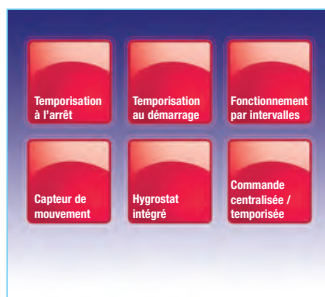 Temporisation
à l'arrêt
Temporisation
au démarrage
Fonctionnement
par intervalles
Capteur de
mouvement
Hygrostat
intégré
Commande
centralisée /
temporisée